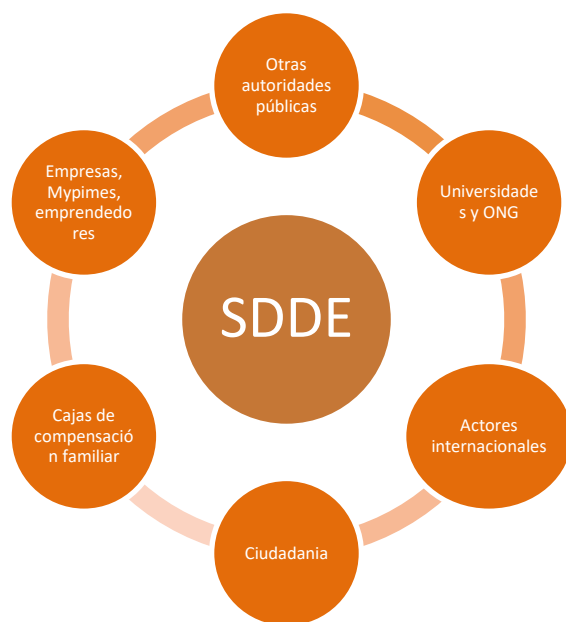 Otras
autoridades
públicas
Universidade
s y ONG
Actores
internacionales
Ciudadania
Cajas de
compensació
n familiar
Empresas,
Mypimes,
emprendedo
res
SDDE